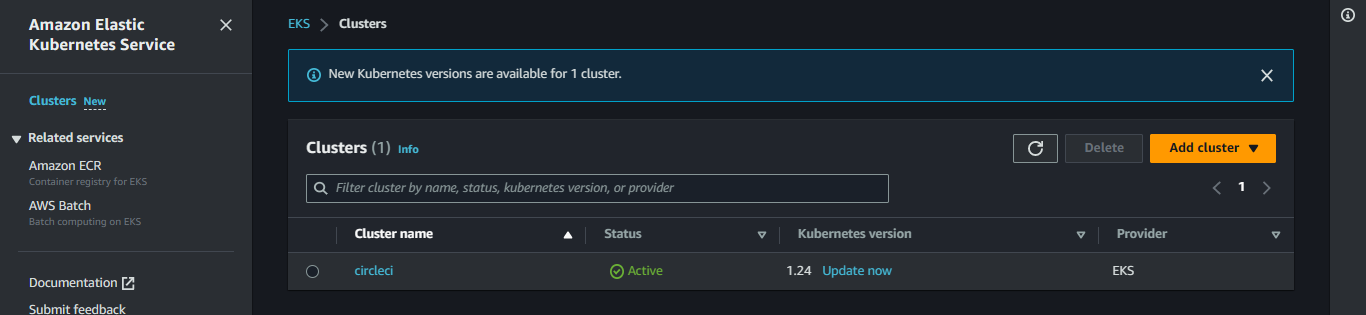 Amazon Elastic
Kubernetes Service
Clusters New
Related services
Amazon ECR
Container registry for EKS
AWS Batch
Batch computing on EKS
Documentation
Submit feedback
EKS Clusters
New Kubernetes versions are available for 1 cluster.
Clusters (1) Info
Delete
Add cluster
Filter cluster by name, status, kubernetes version, or provider
1
Cluster name Status Kubernetes version Provider
circleci Active 1.24 Update now EKS